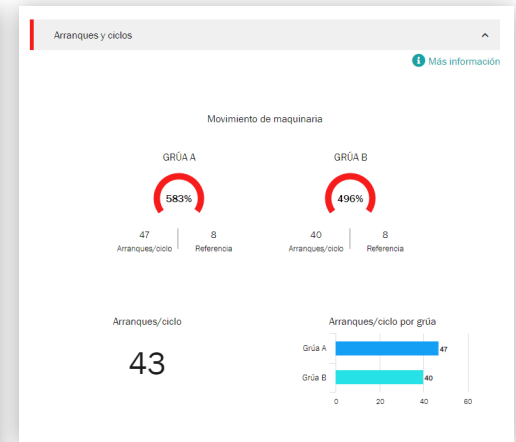 Arranques y ciclos
Más información
Movimiento de maquinaria
GRÚA A
GRÚA B
583%
496%
47
8
40
8
Arranques/ciclo
Referencia
Arranques/ciclo
Referencia
Arranques/ciclo
Arranques/ciclo por grúa
43
Grúa A
47
Grúa B
40
0
20
40
60